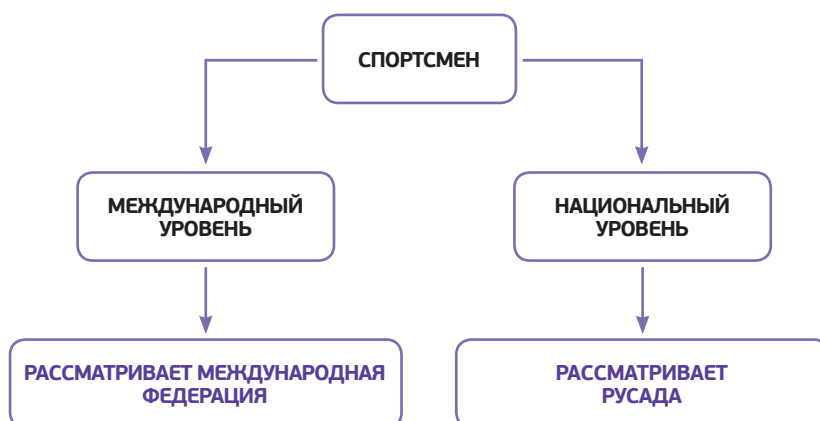 СПОРТСМЕН
МЕЖДУНАРОДНЫЙ
УРОВЕНЬ
НАЦИОНАЛЬНЫЙ
УРОВЕНЬ
РАССМАТРИВАЕТ МЕЖДУНАРОДНАЯ
ФЕДЕРАЦИЯ
РАССМАТРИВАЕТ
РУСАДА